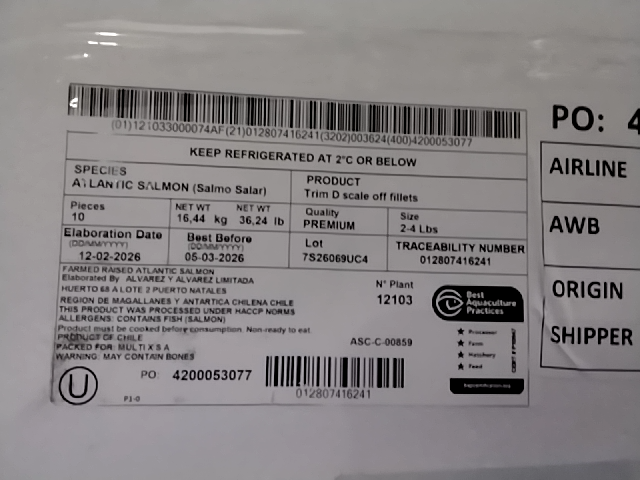 (01)121033000074AF(21)012807416241(3202)003624(400)4200053077
KEEP REFRIGERATED AT 2°C OR BELOW
SPECIES
ATLANTIC SALMON (Salmo Salar)
PRODUCT
Trim D scale off fillets
Pieces
10
NET WT NET WT
16,44 kg 36,24 lb
Quality
PREMIUM
Size
2-4 Lbs
Elaboration Date
(DD/MM/YYYY)
12-02-2026
Best Before
(DD/MM/YYYY)
05-03-2026
Lot
7S26069UC4
TRACEABILITY NUMBER
012807416241
FARMED RAISED ATLANTIC SALMON
Elaborated By ALVAREZ Y ALVAREZ LIMITADA
HUERTO 68 A LOTE 2 PUERTO NATALES
REGION DE MAGALLANES Y ANTARTICA CHILENA CHILE
THIS PRODUCT WAS PROCESSED UNDER HACCP NORMS
ALLERGENS: CONTAINS FISH (SALMON)
Product must be cooked before consumption. Non-ready to eat.
PRODUCT OF CHILE
PACKED FOR: MULTI X S A
WARNING: MAY CONTAIN BONES
N° Plant
12103
ASC-C-00859
Best
Aquaculture
Practices
Processor
Farm
Hatchery
Feed
bapcertification.org
U
PO: 4200053077
012807416241
P1-0
PO: 4
AIRLINE
AWB
ORIGIN
SHIPPER